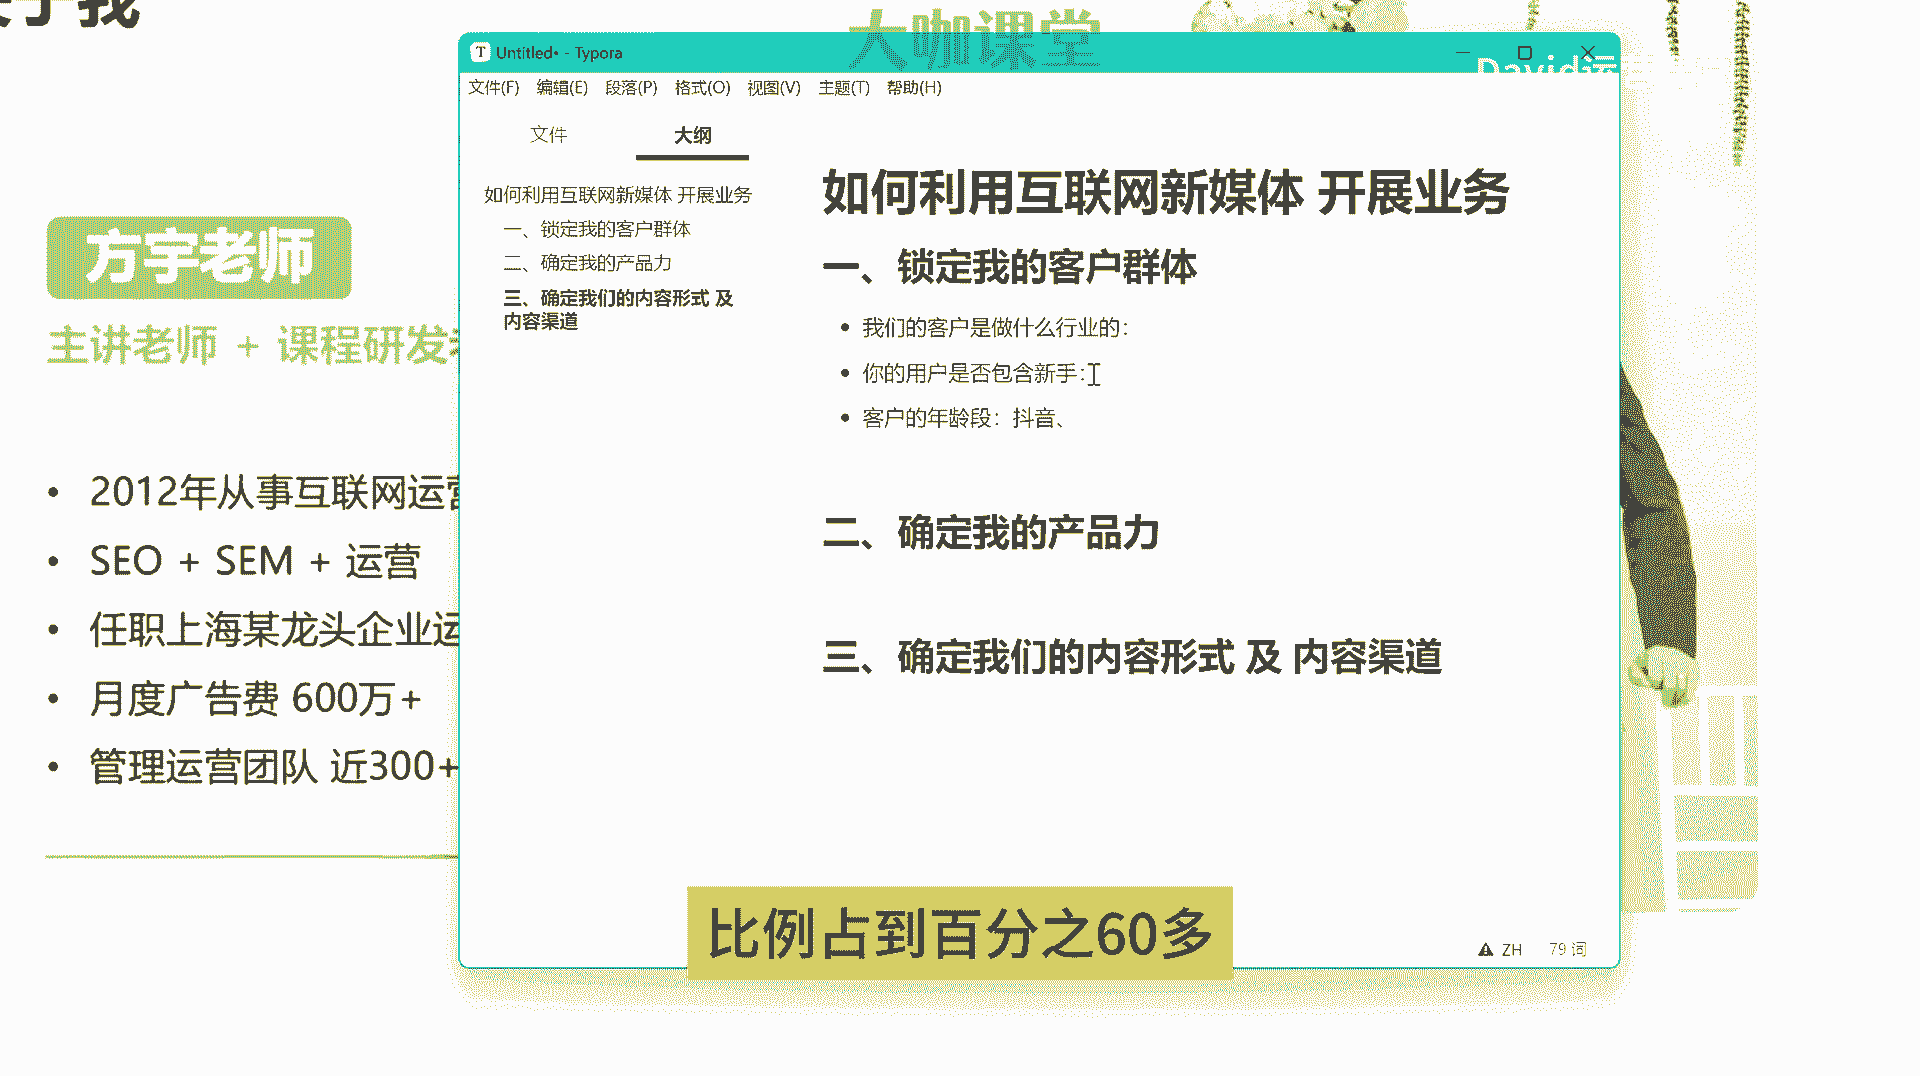 于我
大咖课堂
Untitled• - Typora
David运
文件(F) 编辑(E) 段落(P) 格式(O) 视图(V) 主题(T) 帮助(H)
文件 大纲
如何利用互联网新媒体 开展业务
一、锁定我的客户群体
二、确定我的产品力
三、确定我们的内容形式 及
内容渠道
如何利用互联网新媒体 开展业务
一、锁定我的客户群体
• 我们的客户是做什么行业的：
• 你的用户是否包含新手：
• 客户的年龄段：抖音、
二、确定我的产品力
三、确定我们的内容形式 及 内容渠道
ZH 79 词
方宇老师
主讲老师 + 课程研发
• 2012年从事互联网运营
• SEO + SEM + 运营
• 任职上海某龙头企业运
• 月度广告费 600万+
• 管理运营团队 近300+
比例占到百分之60多